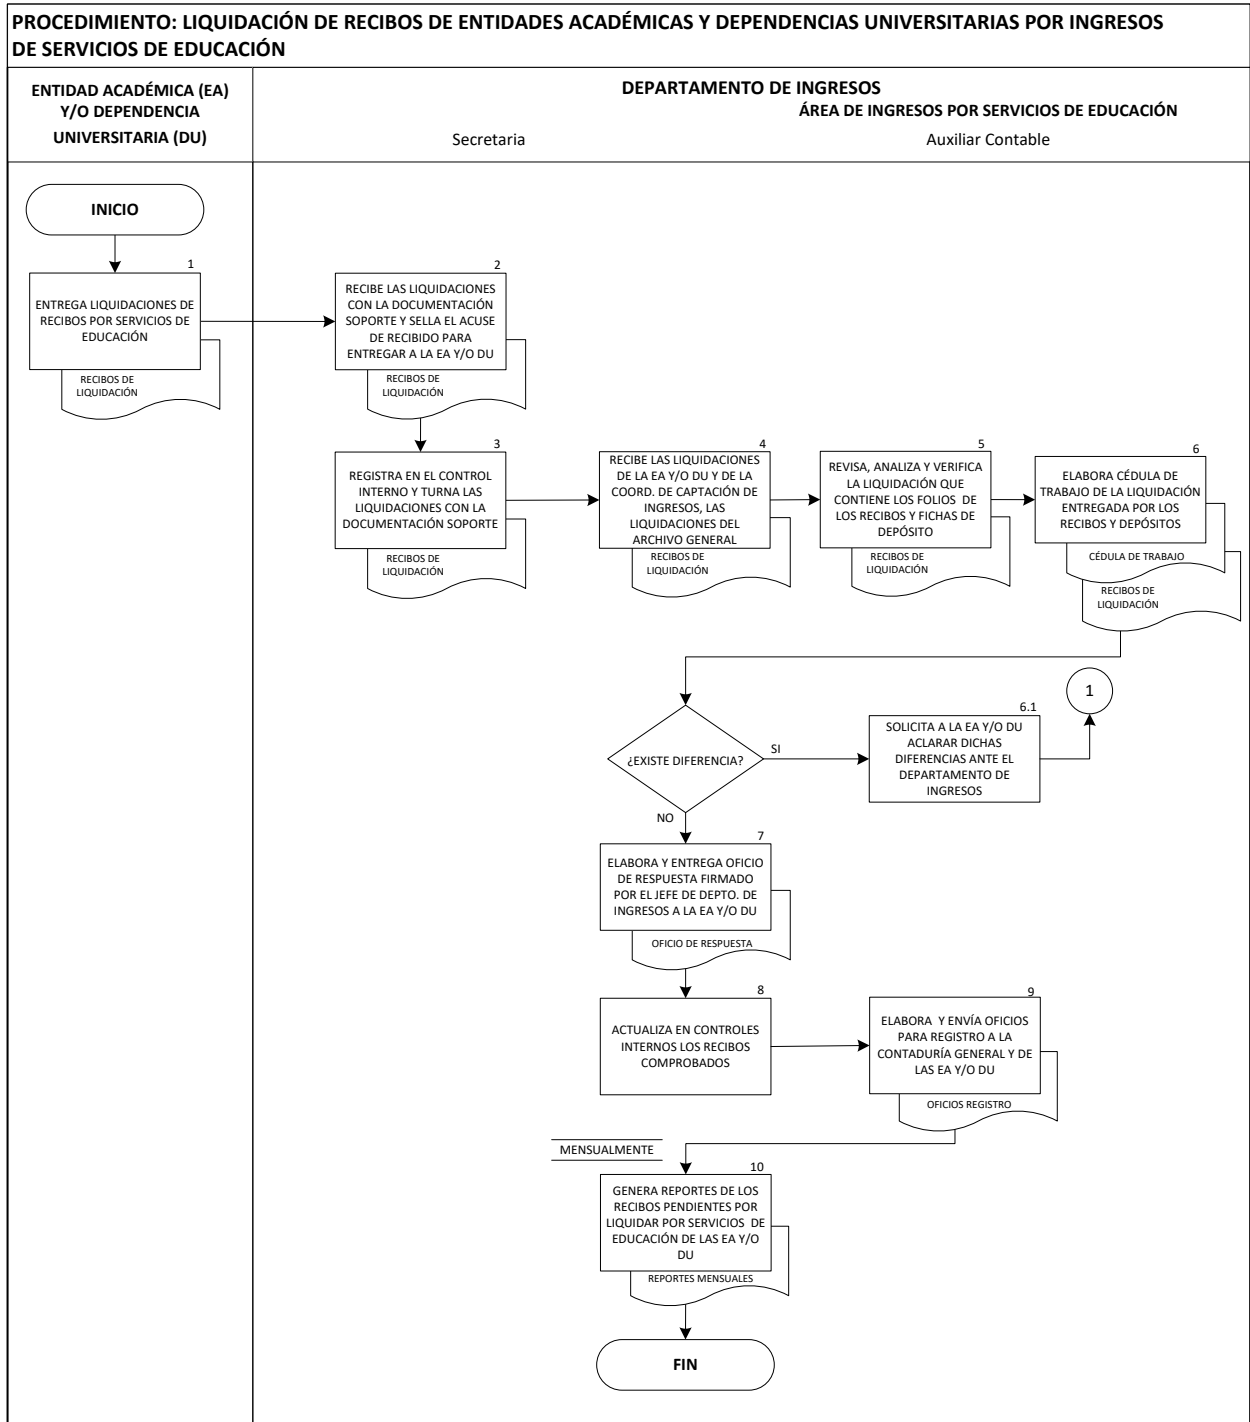 PROCEDIMIENTO: LIQUIDACIÓN DE RECIBOS DE ENTIDADES ACADÉMICAS Y DEPENDENCIAS UNIVERSITARIAS POR INGRESOS
DE SERVICIOS DE EDUCACIÓN
ENTIDAD ACADÉMICA (EA)
Y/O DEPENDENCIA
UNIVERSITARIA (DU)
DEPARTAMENTO DE INGRESOS
ÁREA DE INGRESOS POR SERVICIOS DE EDUCACIÓN
Secretaria
Auxiliar Contable
INICIO
1
ENTREGA LIQUIDACIONES DE
RECIBOS POR SERVICIOS DE
EDUCACIÓN
RECIBOS DE
LIQUIDACIÓN
2
RECIBE LAS LIQUIDACIONES
CON LA DOCUMENTACIÓN
SOPORTE Y SELLA EL ACUSE
DE RECIBIDO PARA
ENTREGAR A LA EA Y/O DU
RECIBOS DE
LIQUIDACIÓN
3
REGISTRA EN EL CONTROL
INTERNO Y TURNA LAS
LIQUIDACIONES CON LA
DOCUMENTACIÓN SOPORTE
RECIBOS DE
LIQUIDACIÓN
4
RECIBE LAS LIQUIDACIONES
DE LA EA Y/O DU Y DE LA
COORD. DE CAPTACIÓN DE
INGRESOS, LAS
LIQUIDACIONES DEL
ARCHIVO GENERAL
RECIBOS DE
LIQUIDACIÓN
5
REVISA, ANALIZA Y VERIFICA
LA LIQUIDACIÓN QUE
CONTIENE LOS FOLIOS DE
LOS RECIBOS Y FICHAS DE
DEPÓSITO
RECIBOS DE
LIQUIDACIÓN
6
ELABORA CÉDULA DE
TRABAJO DE LA LIQUIDACIÓN
ENTREGADA POR LOS
RECIBOS Y DEPÓSITOS
CÉDULA DE TRABAJO
RECIBOS DE
LIQUIDACIÓN
¿EXISTE DIFERENCIA?
SI
NO
6.1
SOLICITA A LA EA Y/O DU
ACLARAR DICHAS
DIFERENCIAS ANTE EL
DEPARTAMENTO DE
INGRESOS
1
7
ELABORA Y ENTREGA OFICIO
DE RESPUESTA FIRMADO
POR EL JEFE DE DEPTO. DE
INGRESOS A LA EA Y/O DU
OFICIO DE RESPUESTA
8
ACTUALIZA EN CONTROLES
INTERNOS LOS RECIBOS
COMPROBADOS
9
ELABORA Y ENVÍA OFICIOS
PARA REGISTRO A LA
CONTADURÍA GENERAL Y DE
LAS EA Y/O DU
OFICIOS REGISTRO
MENSUALMENTE
10
GENERA REPORTES DE LOS
RECIBOS PENDIENTES POR
LIQUIDAR POR SERVICIOS DE
EDUCACIÓN DE LAS EA Y/O
DU
REPORTES MENSUALES
FIN